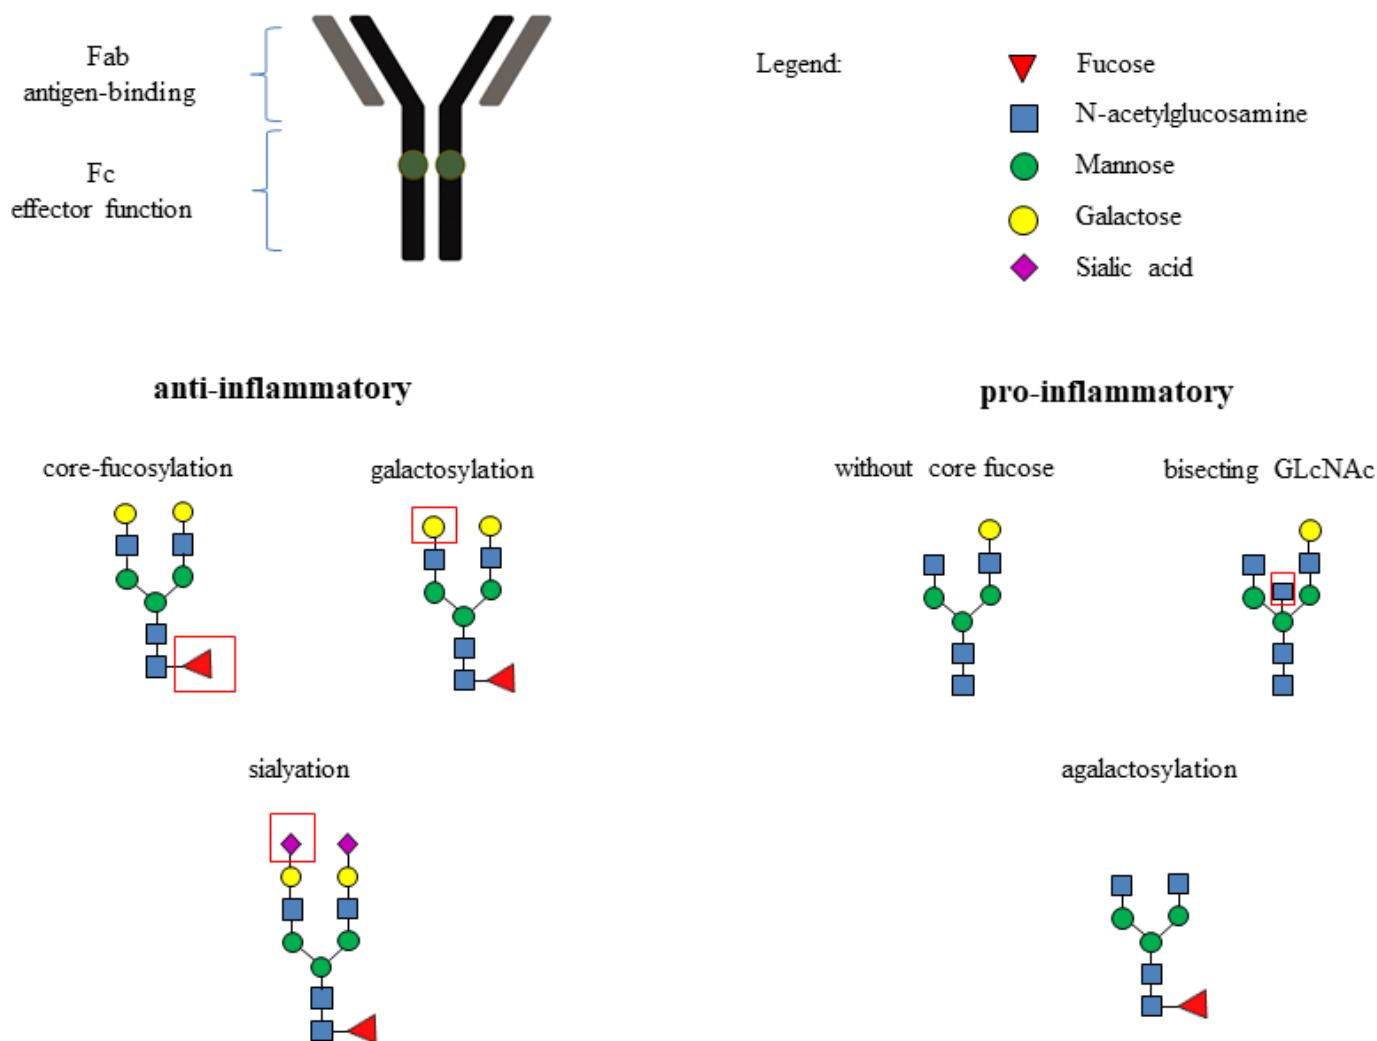 Fab
antigen-binding
Fc
effector function
Legend:
Fucose
N-acetylglucosamine
Mannose
Galactose
Sialic acid
anti-inflammatory
pro-inflammatory
core-fucosylation
galactosylation
without core fucose
bisecting GLcNAc
sialyation
agalactosylation